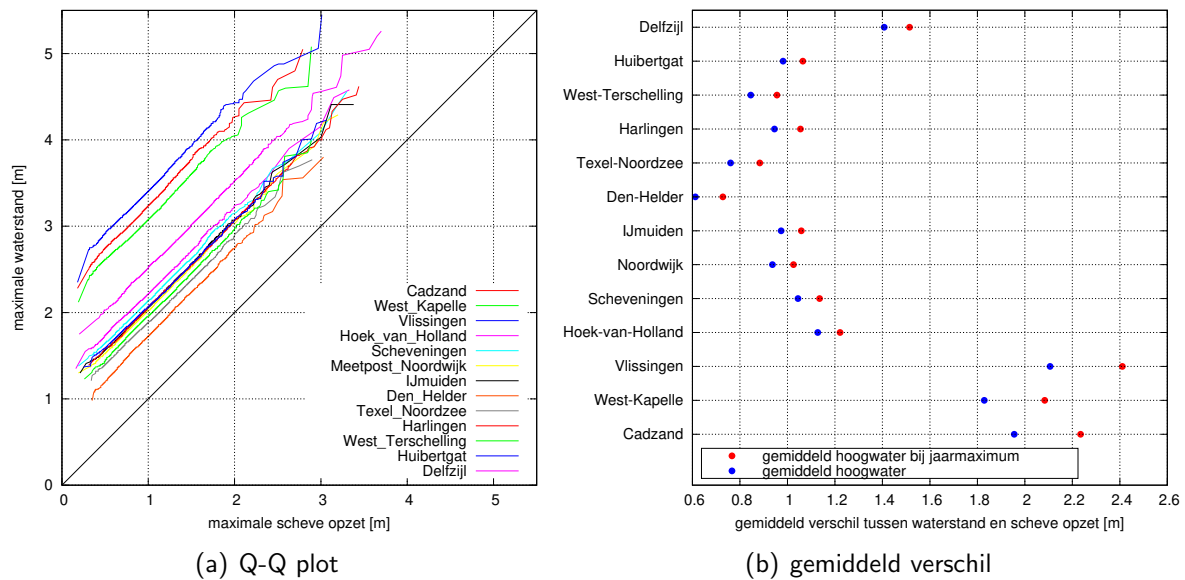 5
4
3
2
1
0
maximale waterstand [m]
0 1 2 3 4 5
maximale scheve opzet [m]
Cadzand
West_Kapelle
Vlissingen
Hoek_van_Holland
Scheveningen
Meetpost_Noordwijk
IJmuiden
Den_Helder
Texel_Noordzee
Harlingen
West_Terschelling
Huibertgat
Delfzijl
(a) Q-Q plot
Delfzijl
Huibertgat
West-Terschelling
Harlingen
Texel-Noordzee
Den-Helder
IJmuiden
Noordwijk
Scheveningen
Hoek-van-Holland
Vlissingen
West-Kapelle
Cadzand
gemiddeld hoogwater bij jaarmaximum
gemiddeld hoogwater
0.6 0.8 1 1.2 1.4 1.6 1.8 2 2.2 2.4 2.6
gemiddeld verschil tussen waterstand en scheve opzet [m]
(b) gemiddeld verschil